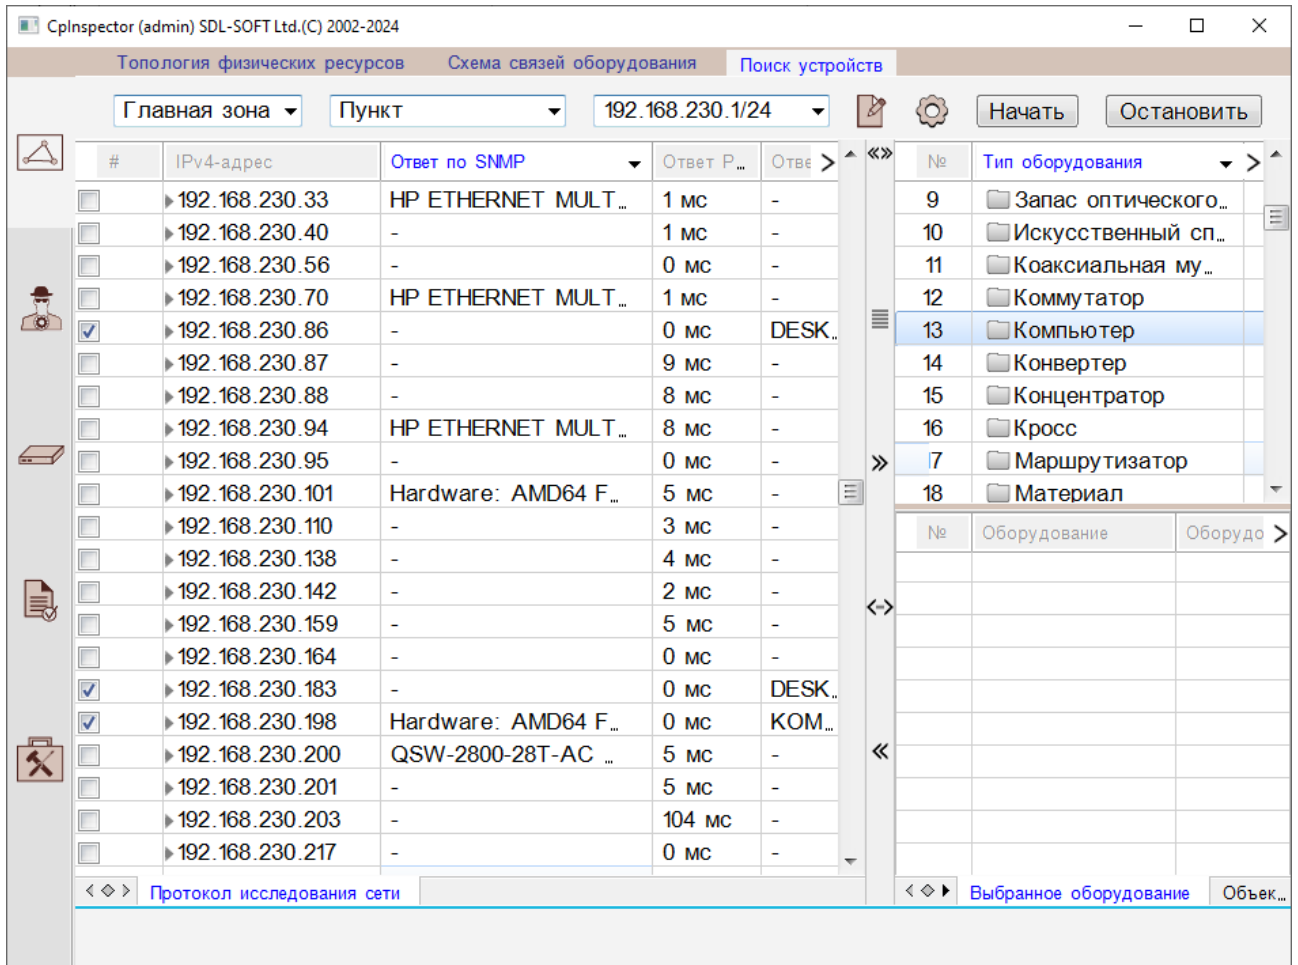 CpInspector (admin) SDL-SOFT Ltd.(C) 2002-2024
Топология физических ресурсов Схема связей оборудования Поиск устройств
Главная зона Пункт 192.168.230.1/24 Начать Остановить
# IPv4-адрес Ответ по SNMP Ответ P... Отве
192.168.230.33 HP ETHERNET MULT... 1 мс -
192.168.230.40 - 1 мс -
192.168.230.56 - 0 мс -
192.168.230.70 HP ETHERNET MULT... 1 мс -
192.168.230.86 - 0 мс DESK...
192.168.230.87 - 9 мс -
192.168.230.88 - 8 мс -
192.168.230.94 HP ETHERNET MULT... 8 мс -
192.168.230.95 - 0 мс -
192.168.230.101 Hardware: AMD64 F... 5 мс -
192.168.230.110 - 3 мс -
192.168.230.138 - 4 мс -
192.168.230.142 - 2 мс -
192.168.230.159 - 5 мс -
192.168.230.164 - 0 мс -
192.168.230.183 - 0 мс DESK...
192.168.230.198 Hardware: AMD64 F... 0 мс KOM...
192.168.230.200 QSW-2800-28T-AC ... 5 мс -
192.168.230.201 - 5 мс -
192.168.230.203 - 104 мс -
192.168.230.217 - 0 мс -
Протокол исследования сети
№ Тип оборудования
9 Запас оптического...
10 Искусственный сп...
11 Коаксиальная му...
12 Коммутатор
13 Компьютер
14 Конвертер
15 Концентратор
16 Кросс
17 Маршрутизатор
18 Материал
№ Оборудование Оборудо
Выбранное оборудование Объек...